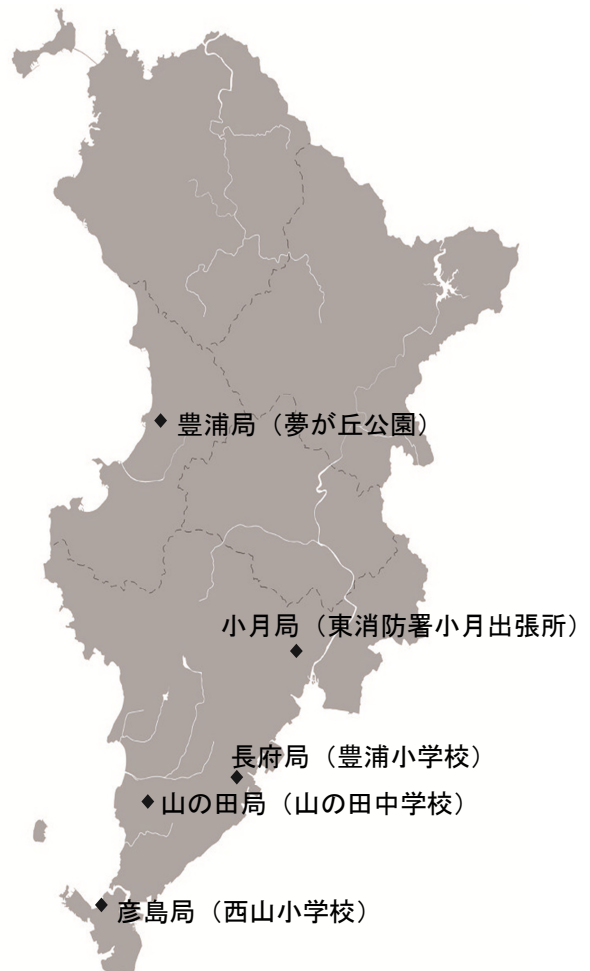 豊浦局（夢が丘公園）
小月局（東消防署小月出張所）
長府局（豊浦小学校）
山の田局（山の田中学校）
彦島局（西山小学校）